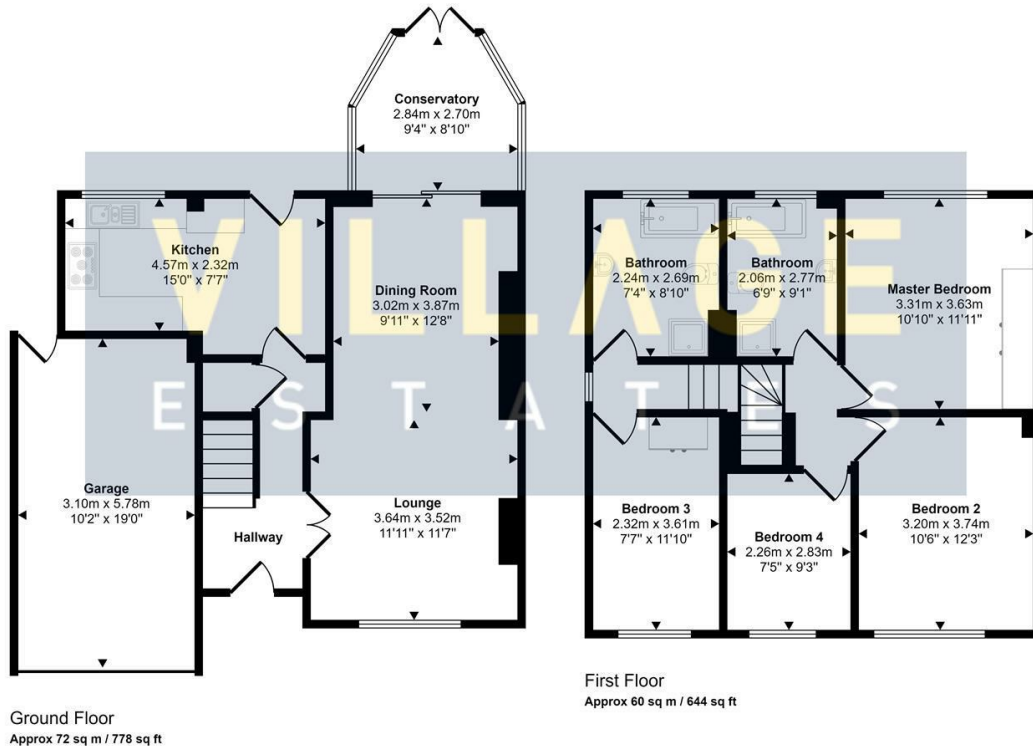 Conservatory
2.84m x 2.70m
9'4" x 8'10"
VILLAGE
ESTATES
Kitchen
4.57m x 2.32m
15'0" x 7'7"
Dining Room
3.02m x 3.87m
9'11" x 12'8"
Garage
3.10m x 5.78m
10'2" x 19'0"
Hallway
Lounge
3.64m x 3.52m
11'11" x 11'7"
Ground Floor
Approx 72 sq m / 778 sq ft
Bathroom
2.24m x 2.69m
7'4" x 8'10"
Bathroom
2.06m x 2.77m
6'9" x 9'1"
Master Bedroom
3.31m x 3.63m
10'10" x 11'11"
Bedroom 3
2.32m x 3.61m
7'7" x 11'10"
Bedroom 4
2.26m x 2.83m
7'5" x 9'3"
Bedroom 2
3.20m x 3.74m
10'6" x 12'3"
First Floor
Approx 60 sq m / 644 sq ft